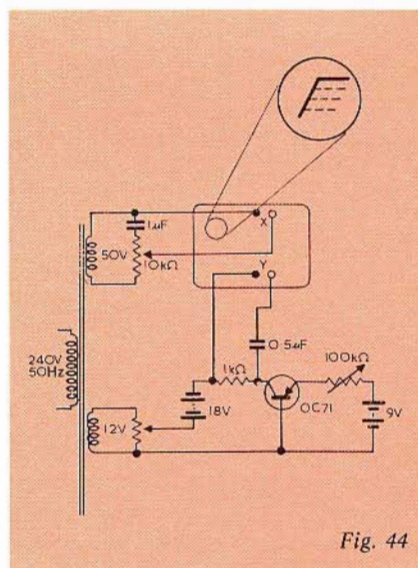 X
1µF
50V
10kΩ
Y
0·5µF
240V
50Hz
1kΩ
100kΩ
18V
OC71
12V
9V
Fig. 44